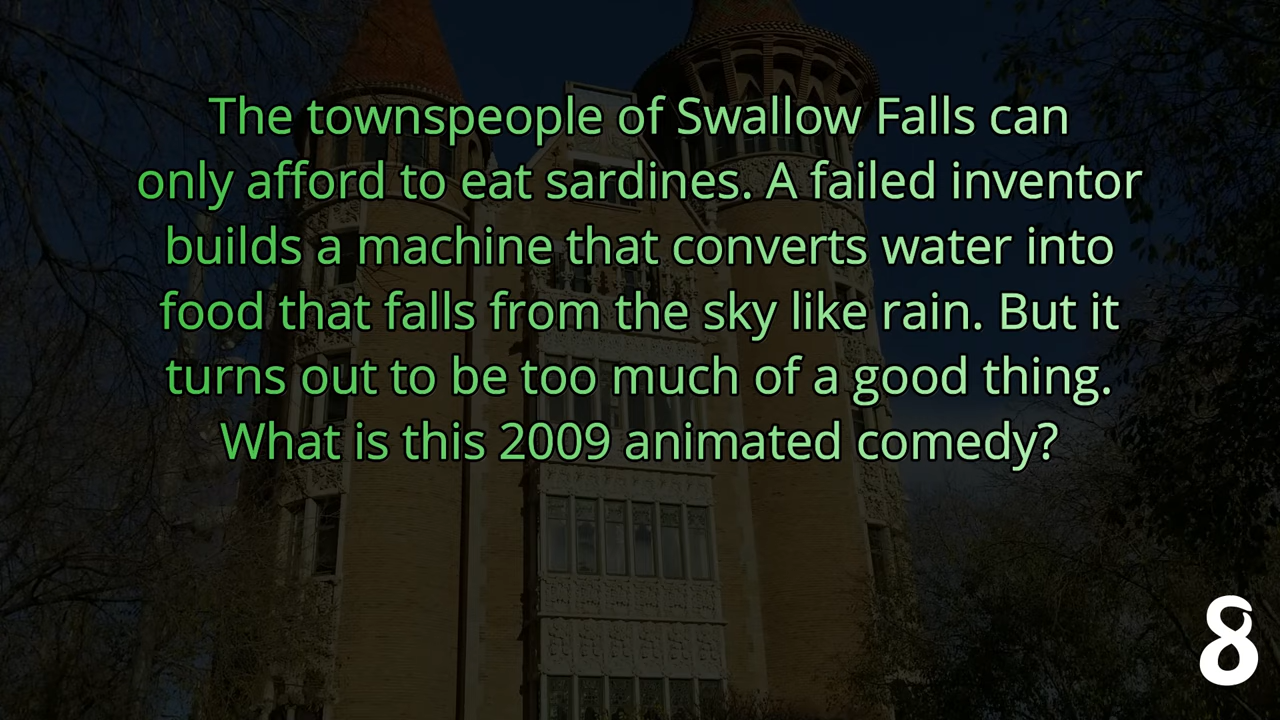 The townspeople of Swallow Falls can
only afford to eat sardines. A failed inventor
builds a machine that converts water into
food that falls from the sky like rain. But it
turns out to be too much of a good thing.
What is this 2009 animated comedy?
8